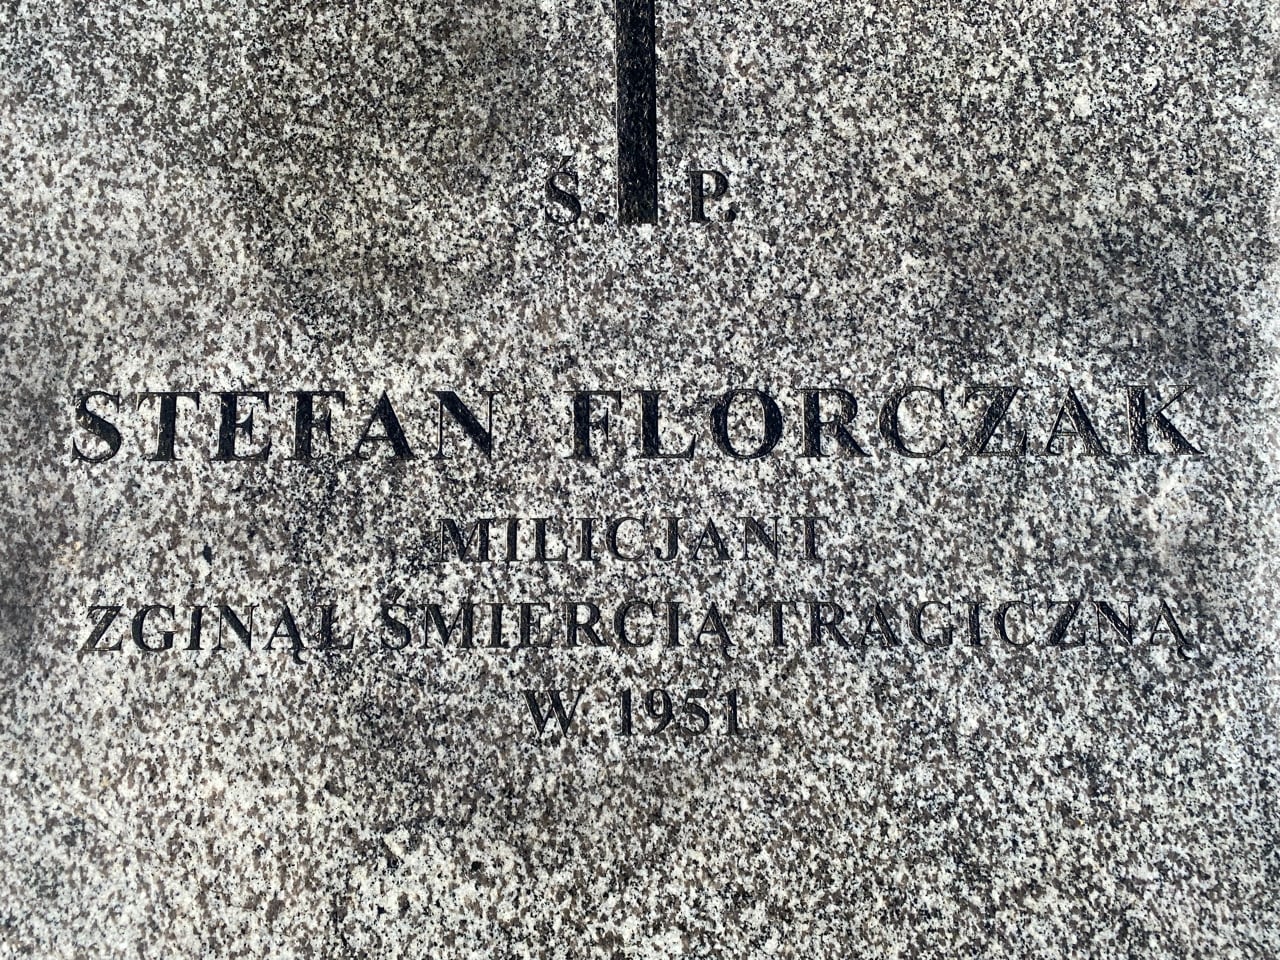 Ś. P.
STEFAN FLORCZAK
MILICJANT
ZGINĄŁ ŚMIERCIĄ TRAGICZNĄ
W 1951